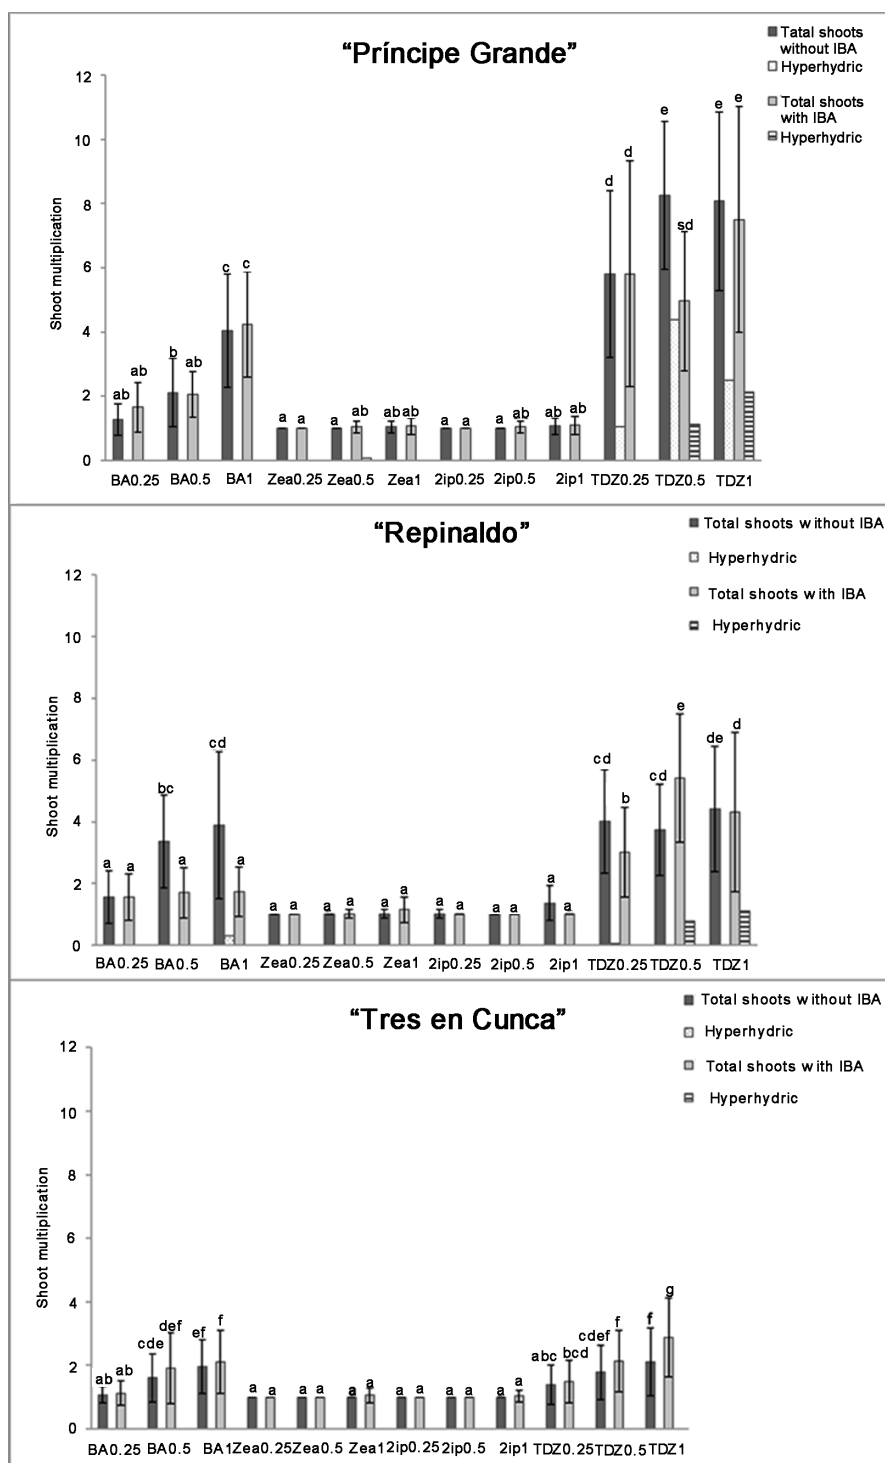 “Príncipe Grande”
Tatal shoots
without IBA
Hyperhydric
Total shoots
with IBA
Hyperhydric
Shoot multiplication
12
10
8
6
4
2
0
ab ab b ab c c a a a ab ab ab a a a ab ab ab d d e sd e e
BA0.25 BA0.5 BA1 Zea0.25 Zea0.5 Zea1 2ip0.25 2ip0.5 2ip1 TDZ0.25 TDZ0.5 TDZ1
“Repinaldo”
Total shoots without IBA
Hyperhydric
Total shoots with IBA
Hyperhydric
Shoot multiplication
12
10
8
6
4
2
0
a a bc a cd a a a a a a a a a a a a a cd b cd e de d
BA0.25 BA0.5 BA1 Zea0.25 Zea0.5 Zea1 2ip0.25 2ip0.5 2ip1 TDZ0.25 TDZ0.5 TDZ1
“Tres en Cunca”
Total shoots without IBA
Hyperhydric
Total shoots with IBA
Hyperhydric
Shoot multiplication
12
10
8
6
4
2
0
ab ab cde def ef f a a a a a a a a a a a a abc bcd cdef f f g
BA0.25 BA0.5 BA1 Zea0.25 Zea0.5 Zea1 2ip0.25 2ip0.5 2ip1 TDZ0.25 TDZ0.5 TDZ1